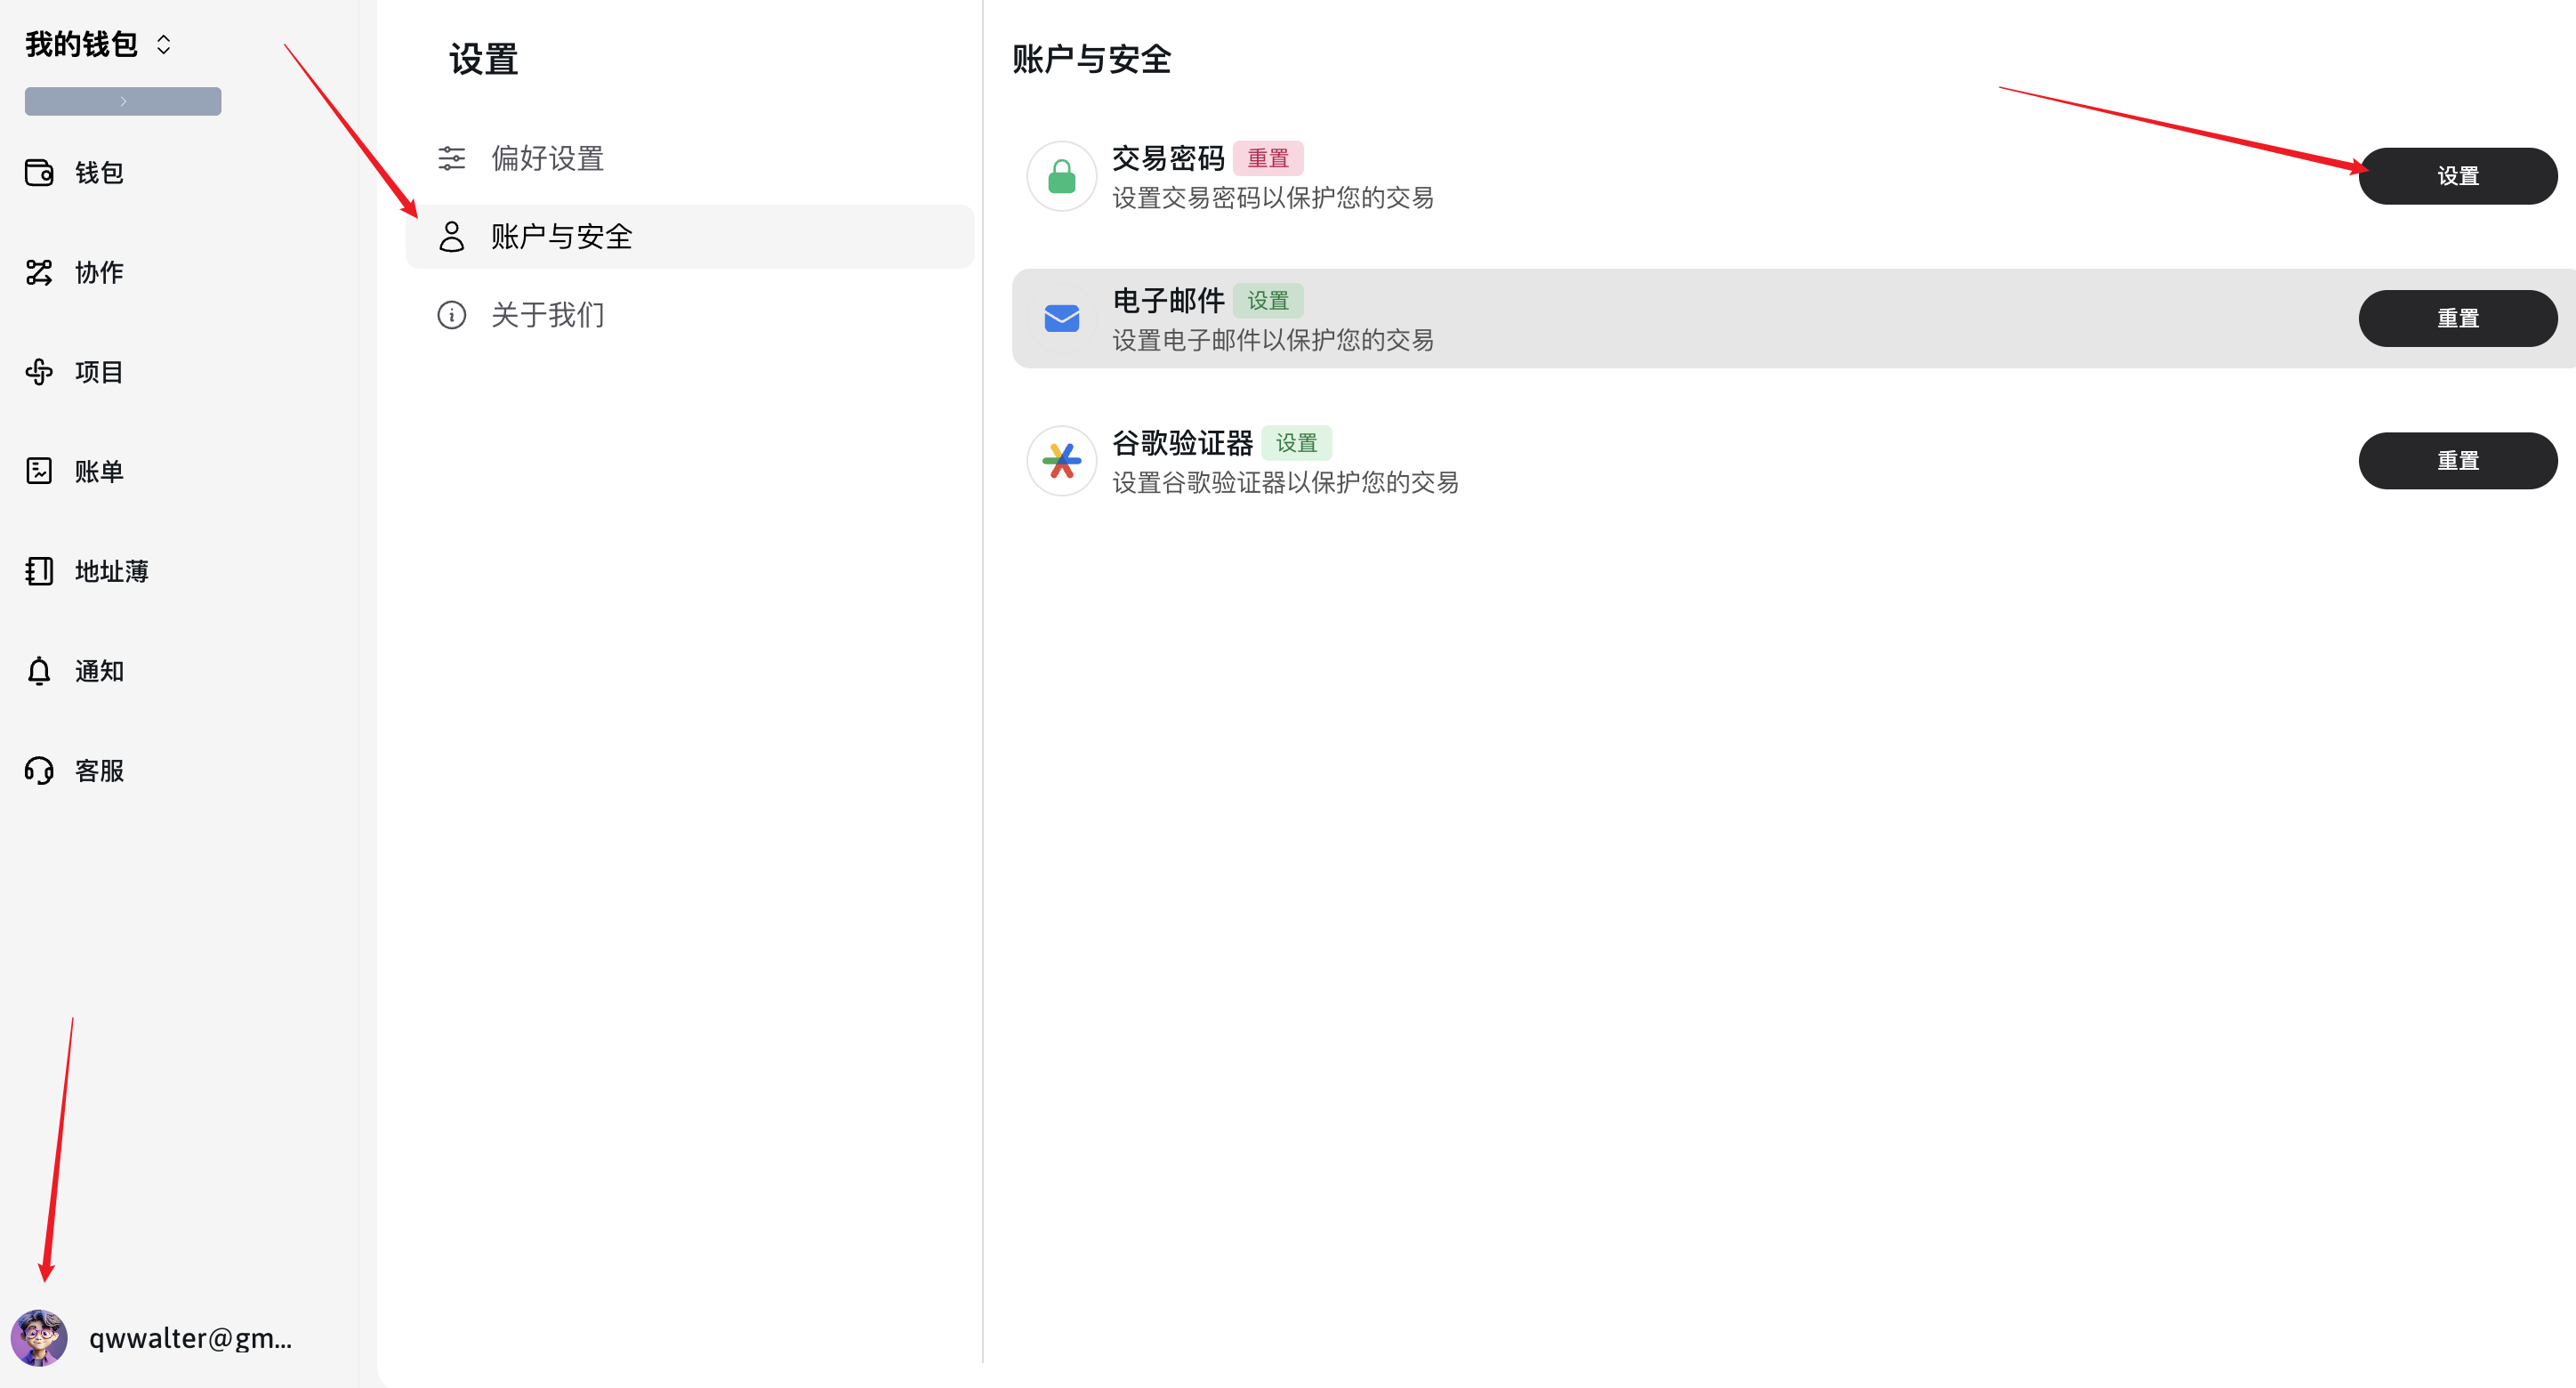 我的钱包
钱包
协作
项目
账单
地址薄
通知
客服
qwwalter@gm...
设置
偏好设置
账户与安全
关于我们
账户与安全
交易密码 重置
设置交易密码以保护您的交易
设置
电子邮件 设置
设置电子邮件以保护您的交易
重置
谷歌验证器 设置
设置谷歌验证器以保护您的交易
重置